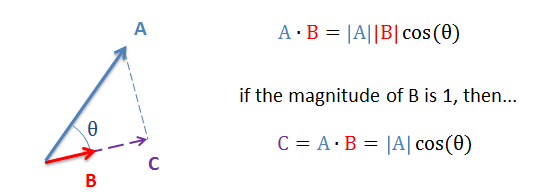 A
θ
B
C
A · B = |A||B| cos(θ)
if the magnitude of B is 1, then...
C = A · B = |A| cos(θ)